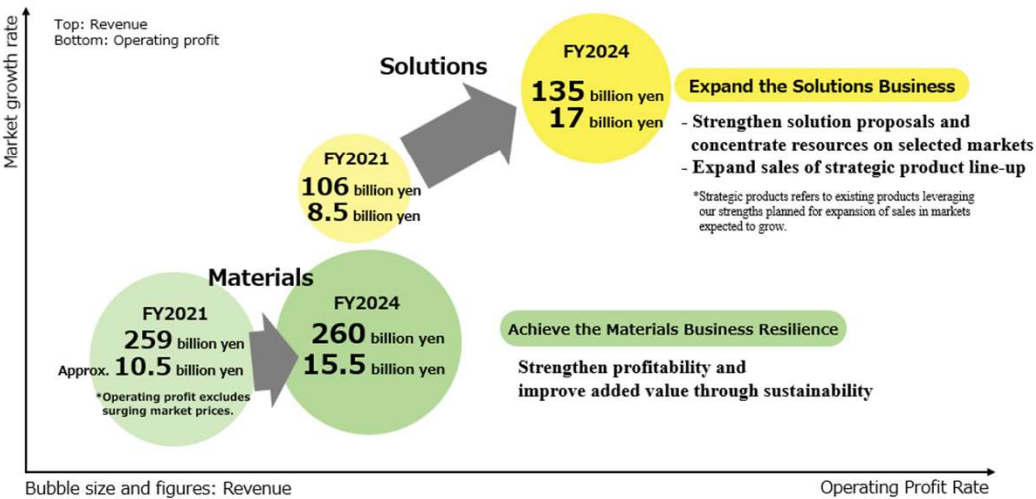 Market growth rate
Top: Revenue
Bottom: Operating profit
Solutions
FY2024
135 billion yen
17 billion yen
Expand the Solutions Business
- Strengthen solution proposals and
concentrate resources on selected markets
- Expand sales of strategic product line-up
*Strategic products refers to existing products leveraging
our strengths planned for expansion of sales in markets
expected to grow.
FY2021
106 billion yen
8.5 billion yen
Materials
FY2021
259 billion yen
Approx. 10.5 billion yen
*Operating profit excludes
surging market prices.
FY2024
260 billion yen
15.5 billion yen
Achieve the Materials Business Resilience
Strengthen profitability and
improve added value through sustainability
Bubble size and figures: Revenue
Operating Profit Rate